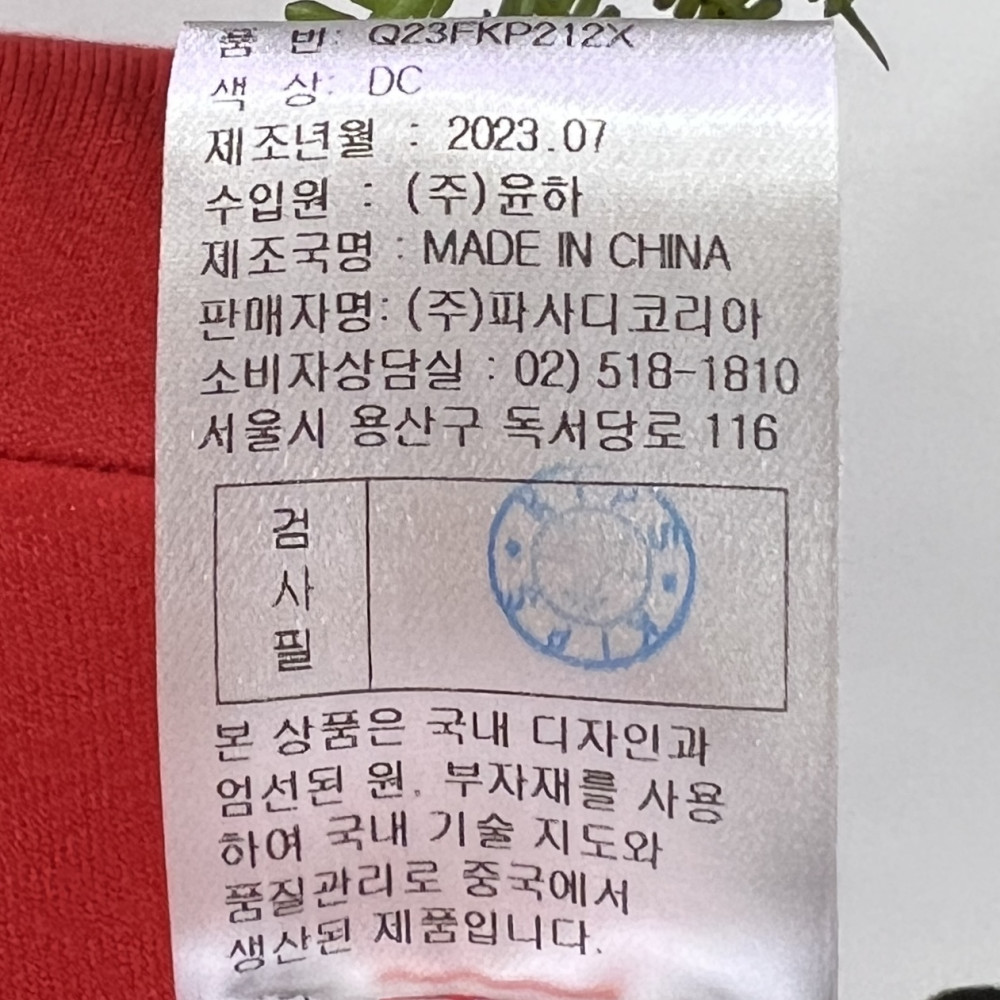 품 번: Q23FKP212X
색 상: DC
제조년월 : 2023.07
수입원 : (주)윤하
제조국명 : MADE IN CHINA
판매자명: (주)파사디코리아
소비자상담실 : 02) 518-1810
서울시 용산구 독서당로 116
검
사
필
본 상품은 국내 디자인과
엄선된 원, 부자재를 사용
하여 국내 기술 지도와
품질관리로 중국에서
생산된 제품입니다.